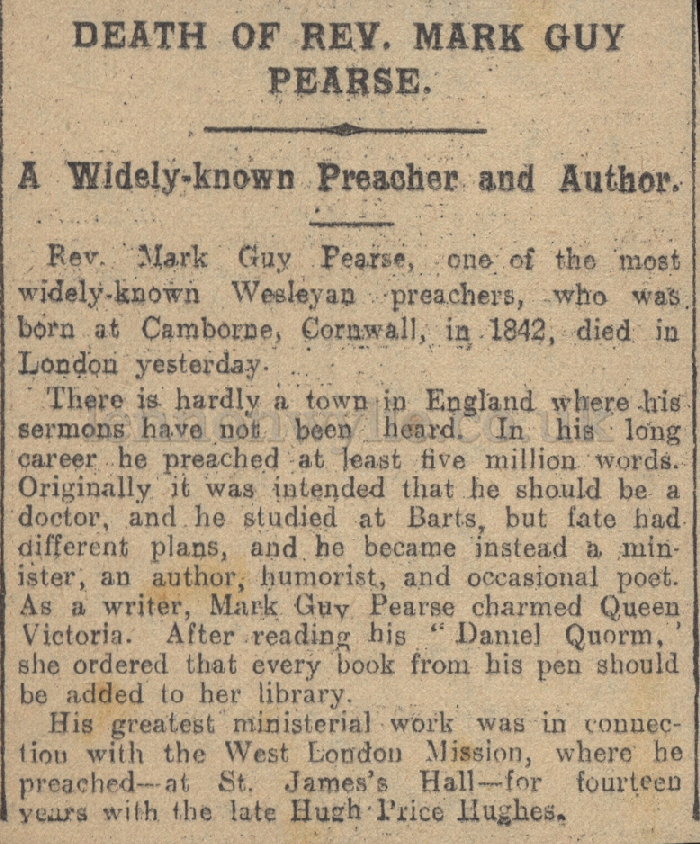 DEATH OF REV. MARK GUY
PEARSE.
A Widely-known Preacher and Author.
Rev. Mark Guy Pearse, one of the most
widely-known Wesleyan preachers, who was
born at Camborne, Cornwall, in 1842, died in
London yesterday.
There is hardly a town in England where his
sermons have not been heard. In his long
career he preached at least five million words.
Originally it was intended that he should be a
doctor, and he studied at Barts, but fate had
different plans, and he became instead a min-
ister, an author, humorist, and occasional poet.
As a writer, Mark Guy Pearse charmed Queen
Victoria. After reading his "Daniel Quorm,'
she ordered that every book from his pen should
be added to her library.
His greatest ministerial work was in connec-
tion with the West London Mission, where he
preached—at St. James's Hall—for fourteen
years with the late Hugh Price Hughes.